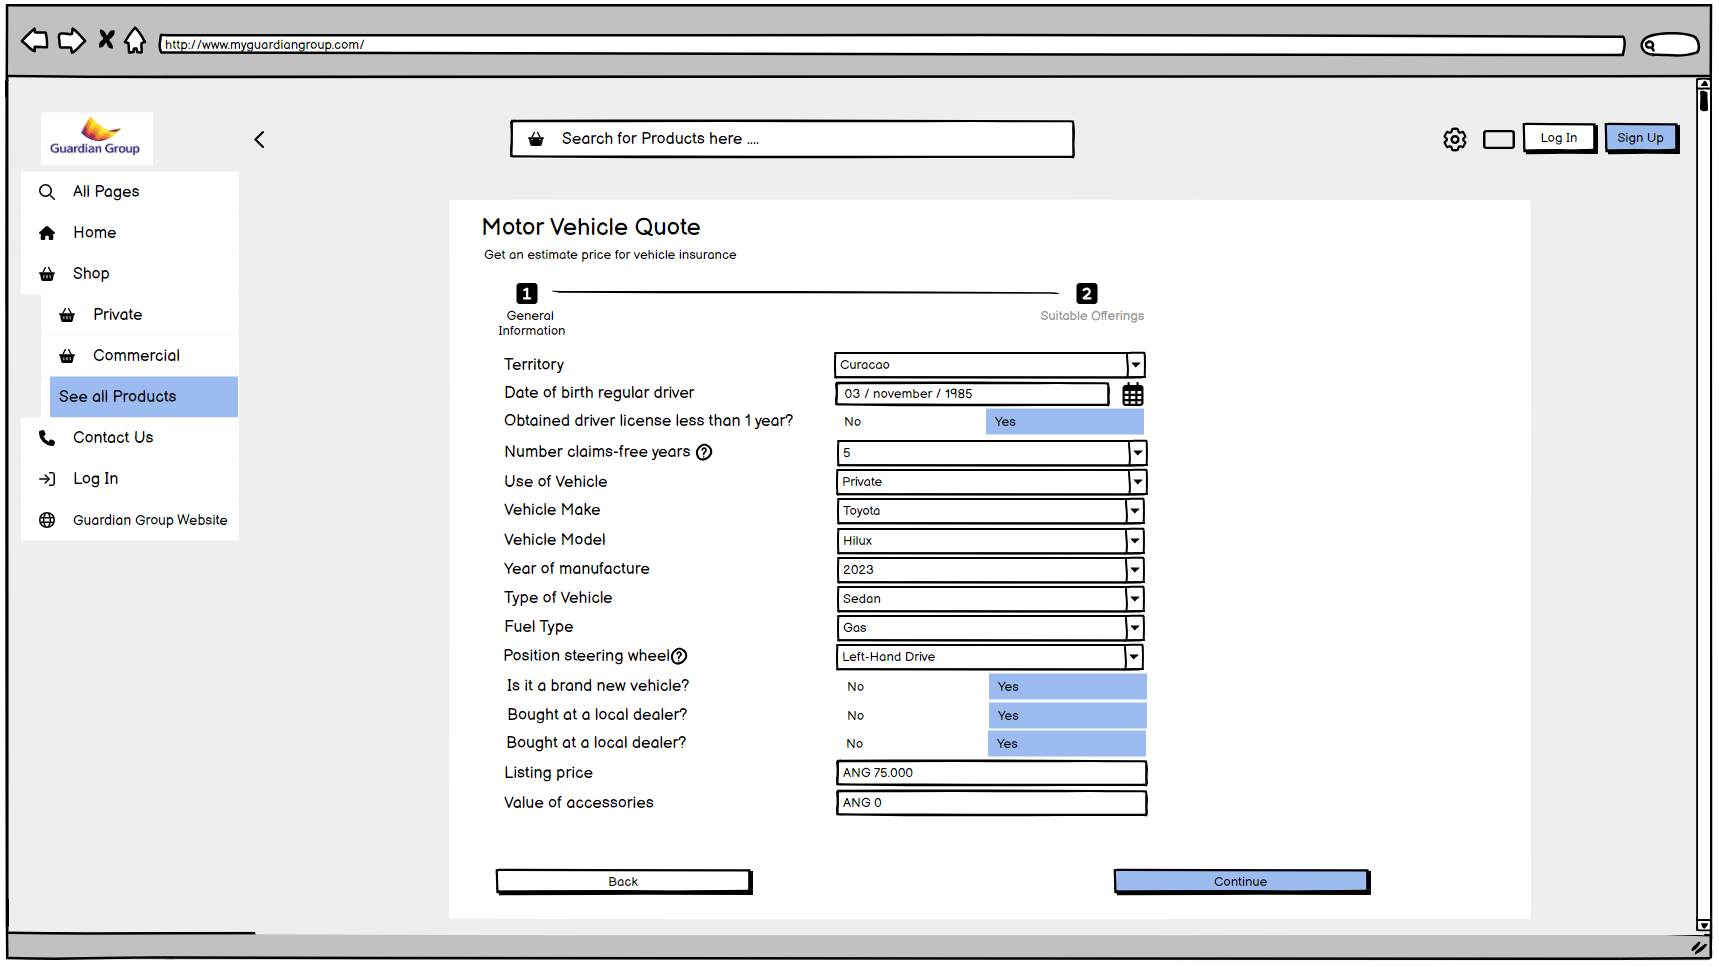 http://www.myguardiangroup.com/
Guardian Group
Search for Products here ....
Log In
Sign Up
All Pages
Home
Shop
Private
Commercial
See all Products
Contact Us
Log In
Guardian Group Website
Motor Vehicle Quote
Get an estimate price for vehicle insurance
1
2
General
Information
Suitable Offerings
Territory
Curacao
Date of birth regular driver
03 / november / 1985
Obtained driver license less than 1 year?
No
Yes
Number claims-free years ?
5
Use of Vehicle
Private
Vehicle Make
Toyota
Vehicle Model
Hilux
Year of manufacture
2023
Type of Vehicle
Sedan
Fuel Type
Gas
Position steering wheel?
Left-Hand Drive
Is it a brand new vehicle?
No
Yes
Bought at a local dealer?
No
Yes
Bought at a local dealer?
No
Yes
Listing price
ANG 75.000
Value of accessories
ANG 0
Back
Continue